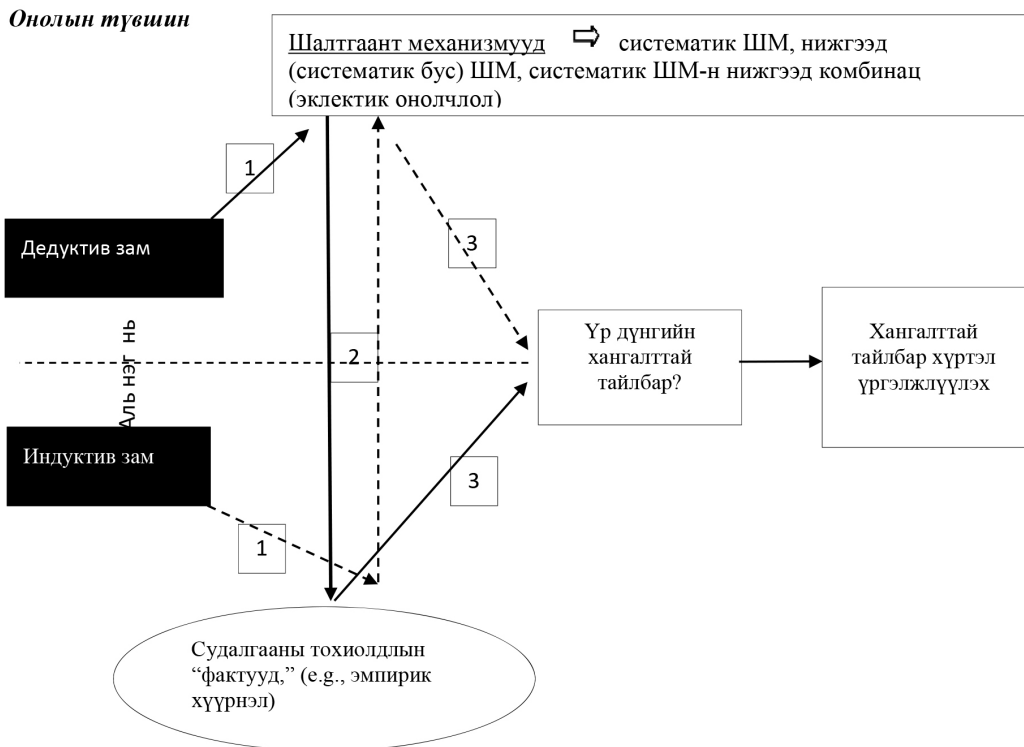 Онолын түвшин
Шалтгаант механизмууд ⇨ систематик ШМ, нижгээд
(систематик бус) ШМ, систематик ШМ-н нижгээд комбинац
(эклектик онолчлол)
1
Дедуктив зам
3
Аль нэг нь
2
Үр дүнгийн
хангалттай
тайлбар?
Хангалттай
тайлбар хүртэл
үргэлжлүүлэх
Индуктив зам
3
1
Судалгааны тохиолдлын
“фактууд,” (e.g., эмпирик
хүүрнэл)